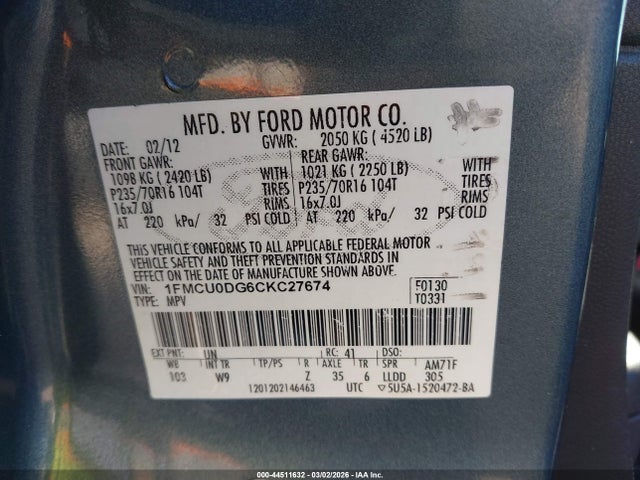 MFD. BY FORD MOTOR CO.
DATE: 02/12 GVWR: 2050 KG ( 4520 LB)
FRONT GAWR: REAR GAWR:
1098 KG ( 2420 LB) WITH 1021 KG ( 2250 LB) WITH
P235/70R16 104T TIRES P235/70R16 104T TIRES
16x7.0J RIMS 16x7.0J RIMS
AT 220 kPa/ 32 PSI COLD AT 220 kPa/ 32 PSI COLD
THIS VEHICLE CONFORMS TO ALL APPLICABLE FEDERAL MOTOR
VEHICLE SAFETY AND THEFT PREVENTION STANDARDS IN
EFFECT ON THE DATE OF MANUFACTURE SHOWN ABOVE.
VIN: 1FMCU0DG6CKC27674 F0130
TYPE: MPV T0331
EXT PNT: UN RC: 41 DSO:
WB INT TR TP/PS R AXLE TR SPR AM71F
103 W9 Z 35 6 LLDD 305
1201202146463 UTC 5U5A-1520472-BA
000-44511632 - 03/02/2026 - IAA Inc.